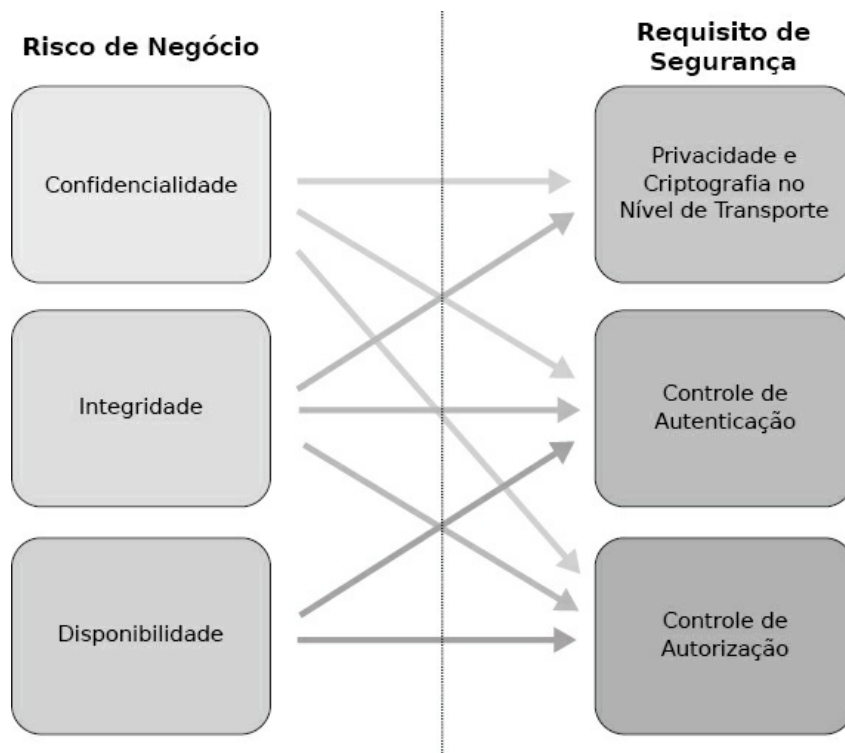 Risco de Negócio
Requisito de
Segurança
Confidencialidade
Privacidade e
Criptografia no
Nível de Transporte
Integridade
Controle de
Autenticação
Disponibilidade
Controle de
Autorização